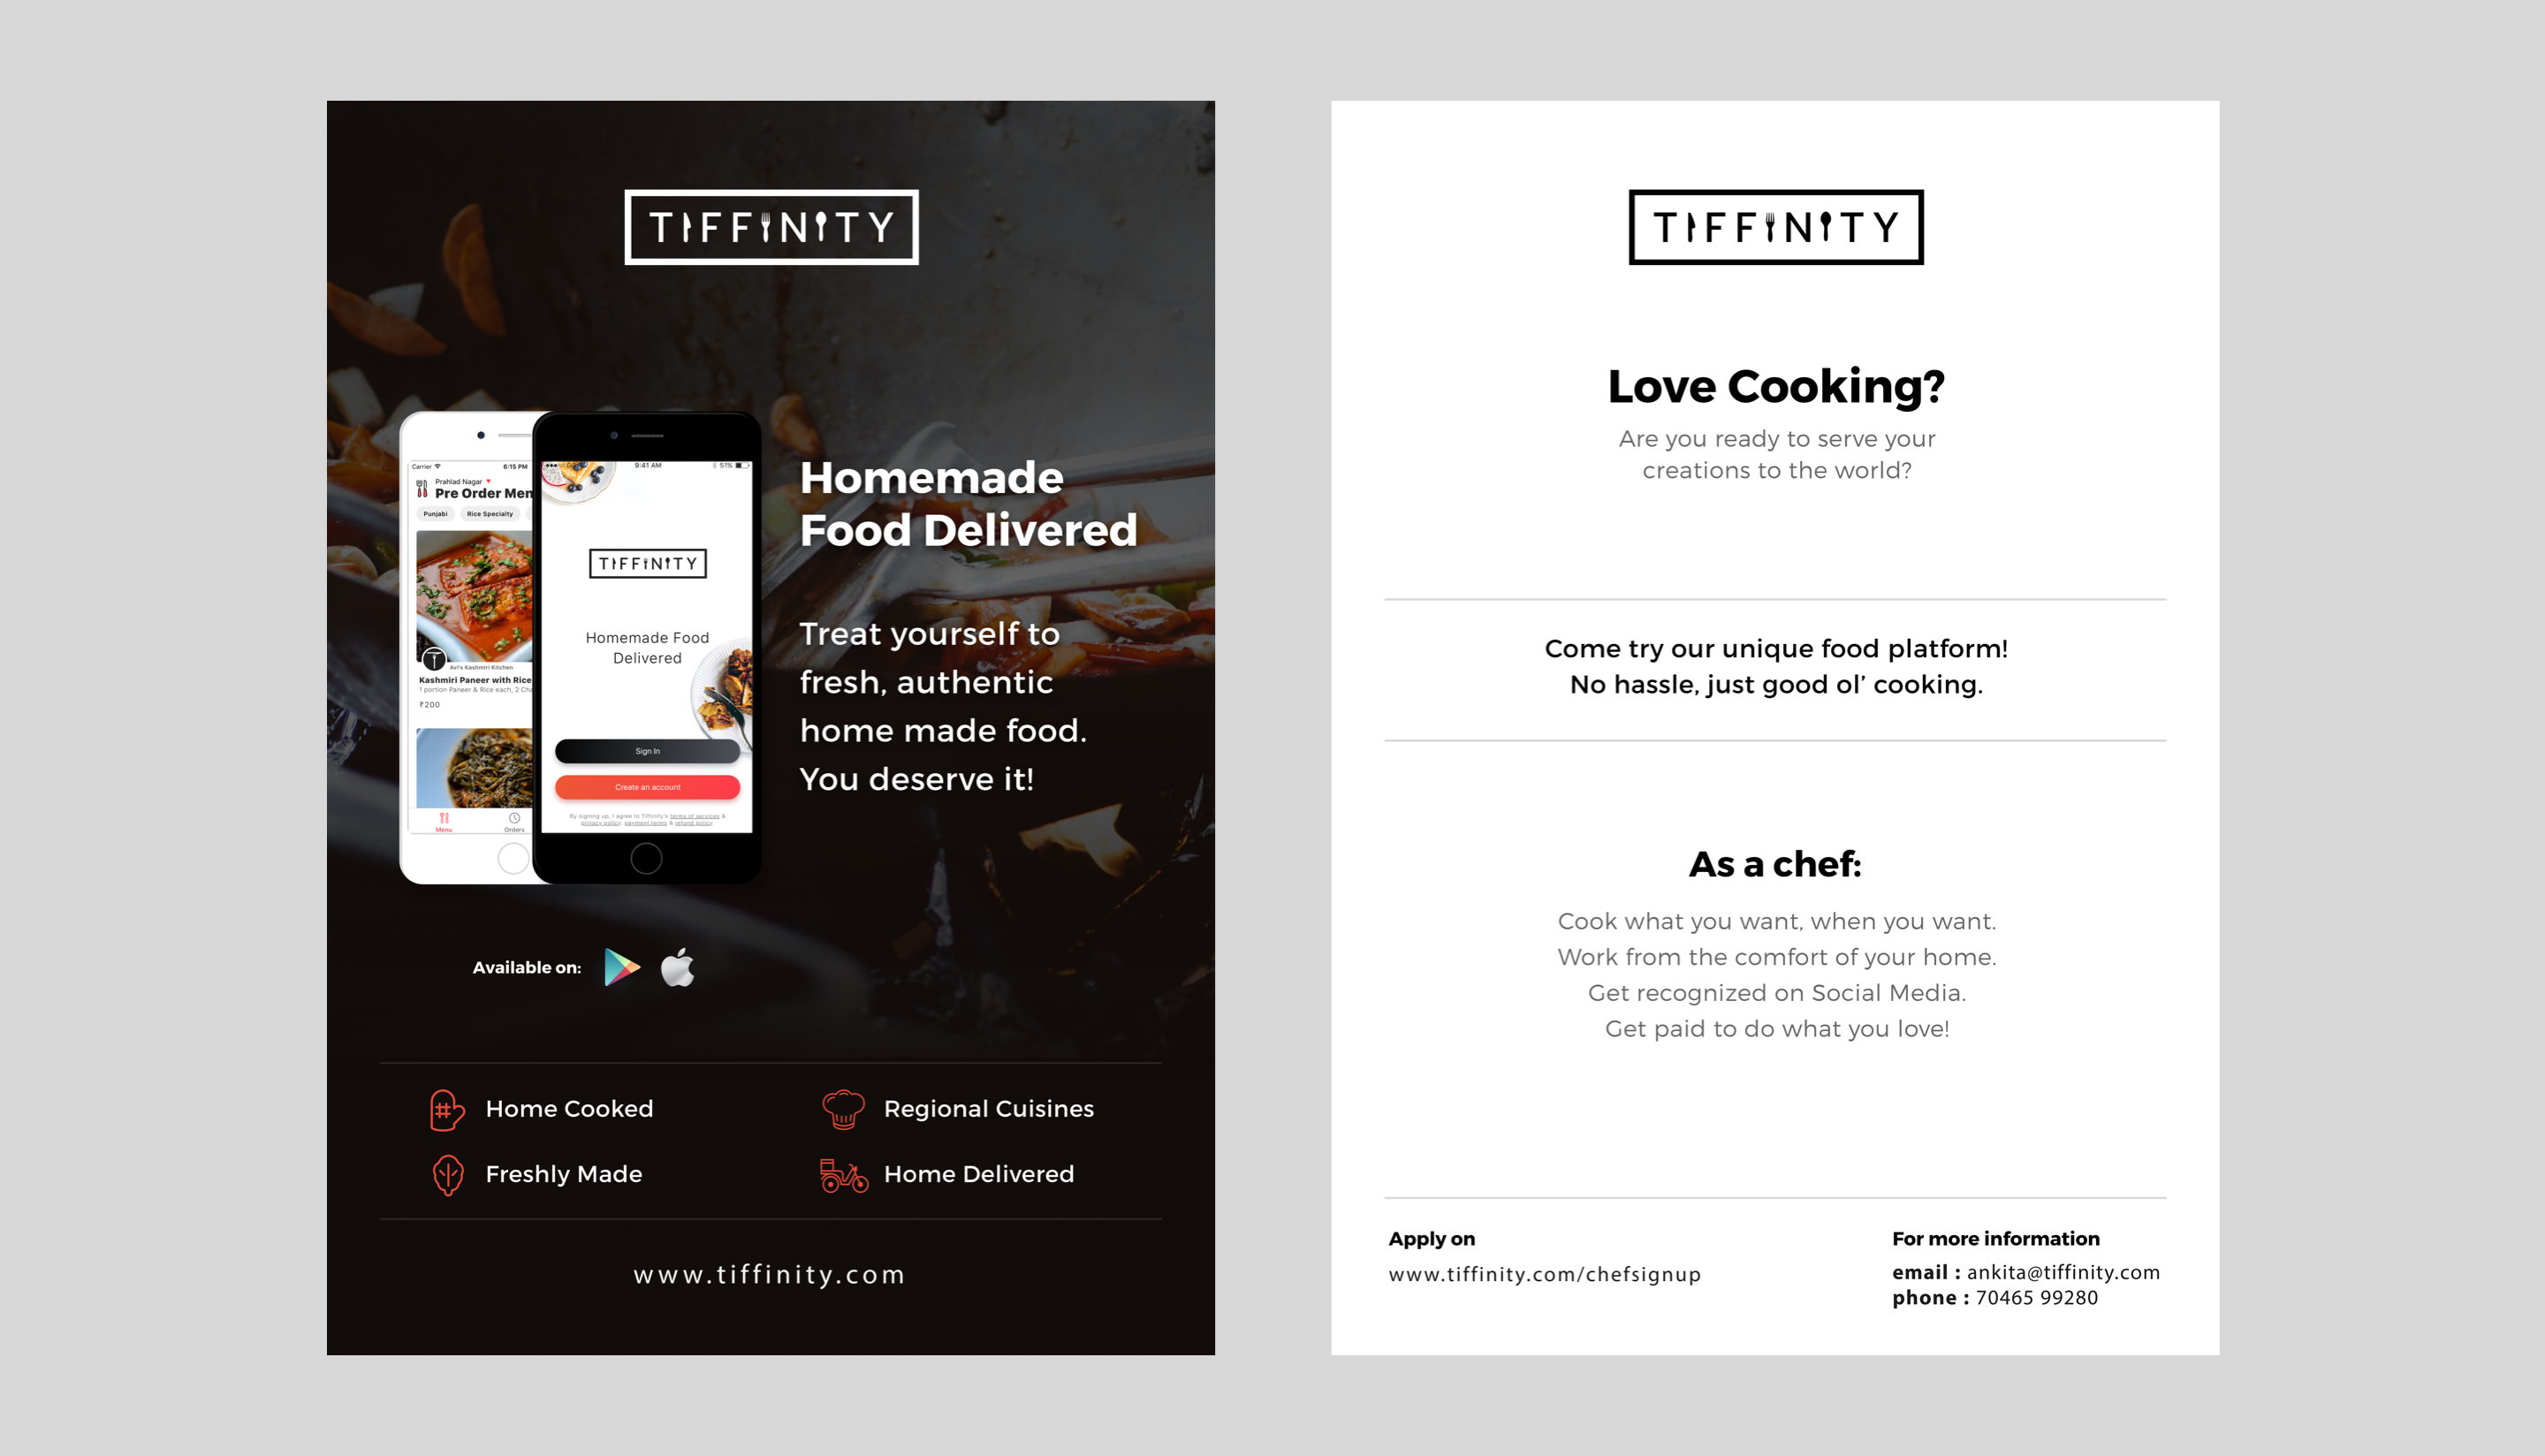 TIFFINITY
Homemade
Food Delivered
Treat yourself to
fresh, authentic
home made food.
You deserve it!
Carrier
6:15 PM
Prahlad Nagar
Pre Order Men
Punjabi
Rice Specialty
Avi's Kashmiri Kitchen
Kashmiri Paneer with Rice
1 portion Paneer & Rice each, 2 Cha
₹200
Menu
Orders
9:41 AM
51%
TIFFINITY
Homemade Food
Delivered
Sign In
Create an account
By signing up, I agree to Tiffinity's terms of services &
privacy policy, payment terms & refund policy
Available on:
Home Cooked
Regional Cuisines
Freshly Made
Home Delivered
www.tiffinity.com
TIFFINITY
Love Cooking?
Are you ready to serve your
creations to the world?
Come try our unique food platform!
No hassle, just good ol’ cooking.
As a chef:
Cook what you want, when you want.
Work from the comfort of your home.
Get recognized on Social Media.
Get paid to do what you love!
Apply on
www.tiffinity.com/chefsignup
For more information
email : ankita@tiffinity.com
phone : 70465 99280